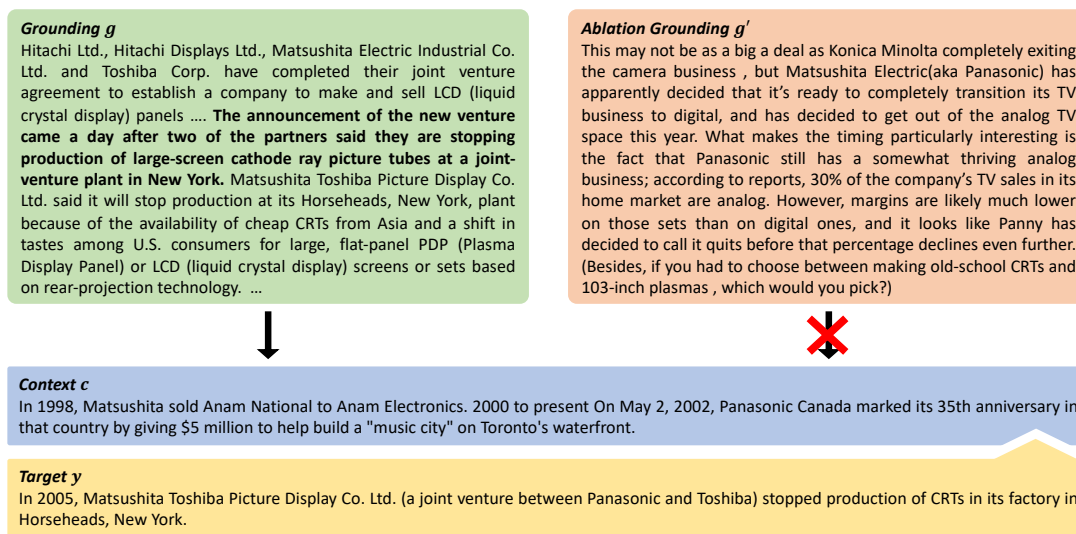 Grounding g
Hitachi Ltd., Hitachi Displays Ltd., Matsushita Electric Industrial Co.
Ltd. and Toshiba Corp. have completed their joint venture
agreement to establish a company to make and sell LCD (liquid
crystal display) panels .... The announcement of the new venture
came a day after two of the partners said they are stopping
production of large-screen cathode ray picture tubes at a joint-
venture plant in New York. Matsushita Toshiba Picture Display Co.
Ltd. said it will stop production at its Horseheads, New York, plant
because of the availability of cheap CRTs from Asia and a shift in
tastes among U.S. consumers for large, flat-panel PDP (Plasma
Display Panel) or LCD (liquid crystal display) screens or sets based
on rear-projection technology. ...
Ablation Grounding g′
This may not be as a big a deal as Konica Minolta completely exiting
the camera business , but Matsushita Electric(aka Panasonic) has
apparently decided that it's ready to completely transition its TV
business to digital, and has decided to get out of the analog TV
space this year. What makes the timing particularly interesting is
the fact that Panasonic still has a somewhat thriving analog
business; according to reports, 30% of the company's TV sales in its
home market are analog. However, margins are likely much lower
on those sets than on digital ones, and it looks like Panny has
decided to call it quits before that percentage declines even further.
(Besides, if you had to choose between making old-school CRTs and
103-inch plasmas , which would you pick?)
Context c
In 1998, Matsushita sold Anam National to Anam Electronics. 2000 to present On May 2, 2002, Panasonic Canada marked its 35th anniversary in
that country by giving $5 million to help build a "music city" on Toronto's waterfront.
Target y
In 2005, Matsushita Toshiba Picture Display Co. Ltd. (a joint venture between Panasonic and Toshiba) stopped production of CRTs in its factory in
Horseheads, New York.